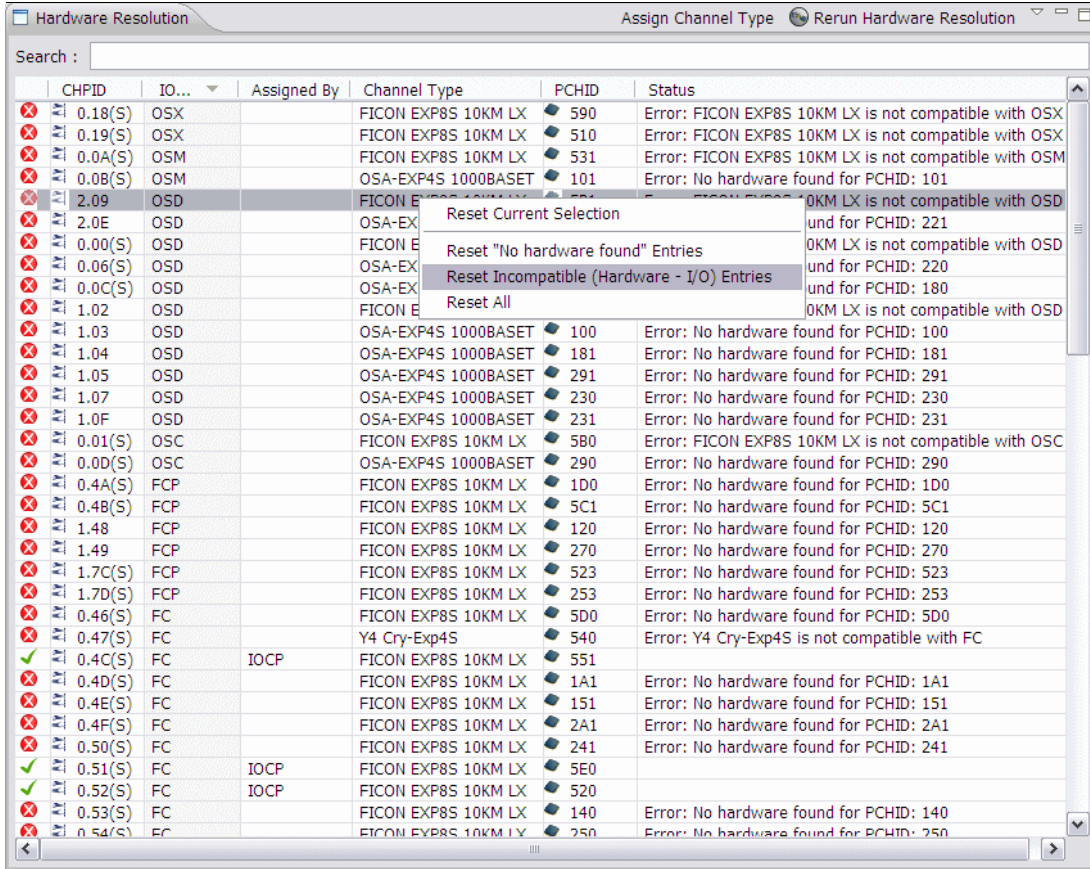 Hardware Resolution Assign Channel Type Rerun Hardware Resolution
Search :
CHPID IO... Assigned By Channel Type PCHID Status
0.18(S) OSX FICON EXP8S 10KM LX 590 Error: FICON EXP8S 10KM LX is not compatible with OSX
0.19(S) OSX FICON EXP8S 10KM LX 510 Error: FICON EXP8S 10KM LX is not compatible with OSX
0.0A(S) OSM FICON EXP8S 10KM LX 531 Error: FICON EXP8S 10KM LX is not compatible with OSM
0.0B(S) OSM OSA-EXP4S 1000BASET 101 Error: No hardware found for PCHID: 101
2.09 OSD FICON is not compatible with OSD
Reset Current Selection
2.0E OSD OSA-EX und for PCHID: 221
0.00(S) OSD FICON E 0KM LX is not compatible with OSD
Reset "No hardware found" Entries
0.06(S) OSD OSA-EX und for PCHID: 220
Reset Incompatible (Hardware - I/O) Entries
0.0C(S) OSD OSA-EX und for PCHID: 180
Reset All
1.02 OSD FICON E 0KM LX is not compatible with OSD
1.03 OSD OSA-EXP4S 1000BASET 100 Error: No hardware found for PCHID: 100
1.04 OSD OSA-EXP4S 1000BASET 181 Error: No hardware found for PCHID: 181
1.05 OSD OSA-EXP4S 1000BASET 291 Error: No hardware found for PCHID: 291
1.07 OSD OSA-EXP4S 1000BASET 230 Error: No hardware found for PCHID: 230
1.0F OSD OSA-EXP4S 1000BASET 231 Error: No hardware found for PCHID: 231
0.01(S) OSC FICON EXP8S 10KM LX 5B0 Error: FICON EXP8S 10KM LX is not compatible with OSC
0.0D(S) OSC OSA-EXP4S 1000BASET 290 Error: No hardware found for PCHID: 290
0.4A(S) FCP FICON EXP8S 10KM LX 1D0 Error: No hardware found for PCHID: 1D0
0.4B(S) FCP FICON EXP8S 10KM LX 5C1 Error: No hardware found for PCHID: 5C1
1.48 FCP FICON EXP8S 10KM LX 120 Error: No hardware found for PCHID: 120
1.49 FCP FICON EXP8S 10KM LX 270 Error: No hardware found for PCHID: 270
1.7C(S) FCP FICON EXP8S 10KM LX 523 Error: No hardware found for PCHID: 523
1.7D(S) FCP FICON EXP8S 10KM LX 253 Error: No hardware found for PCHID: 253
0.46(S) FC FICON EXP8S 10KM LX 5D0 Error: No hardware found for PCHID: 5D0
0.47(S) FC Y4 Cry-Exp4S 540 Error: Y4 Cry-Exp4S is not compatible with FC
0.4C(S) FC IOCP FICON EXP8S 10KM LX 551
0.4D(S) FC FICON EXP8S 10KM LX 1A1 Error: No hardware found for PCHID: 1A1
0.4E(S) FC FICON EXP8S 10KM LX 151 Error: No hardware found for PCHID: 151
0.4F(S) FC FICON EXP8S 10KM LX 2A1 Error: No hardware found for PCHID: 2A1
0.50(S) FC FICON EXP8S 10KM LX 241 Error: No hardware found for PCHID: 241
0.51(S) FC IOCP FICON EXP8S 10KM LX 5E0
0.52(S) FC IOCP FICON EXP8S 10KM LX 520
0.53(S) FC FICON EXP8S 10KM LX 140 Error: No hardware found for PCHID: 140
0.54(S) FC FICON EXP8S 10KM LX 250 Error: No hardware found for PCHID: 250